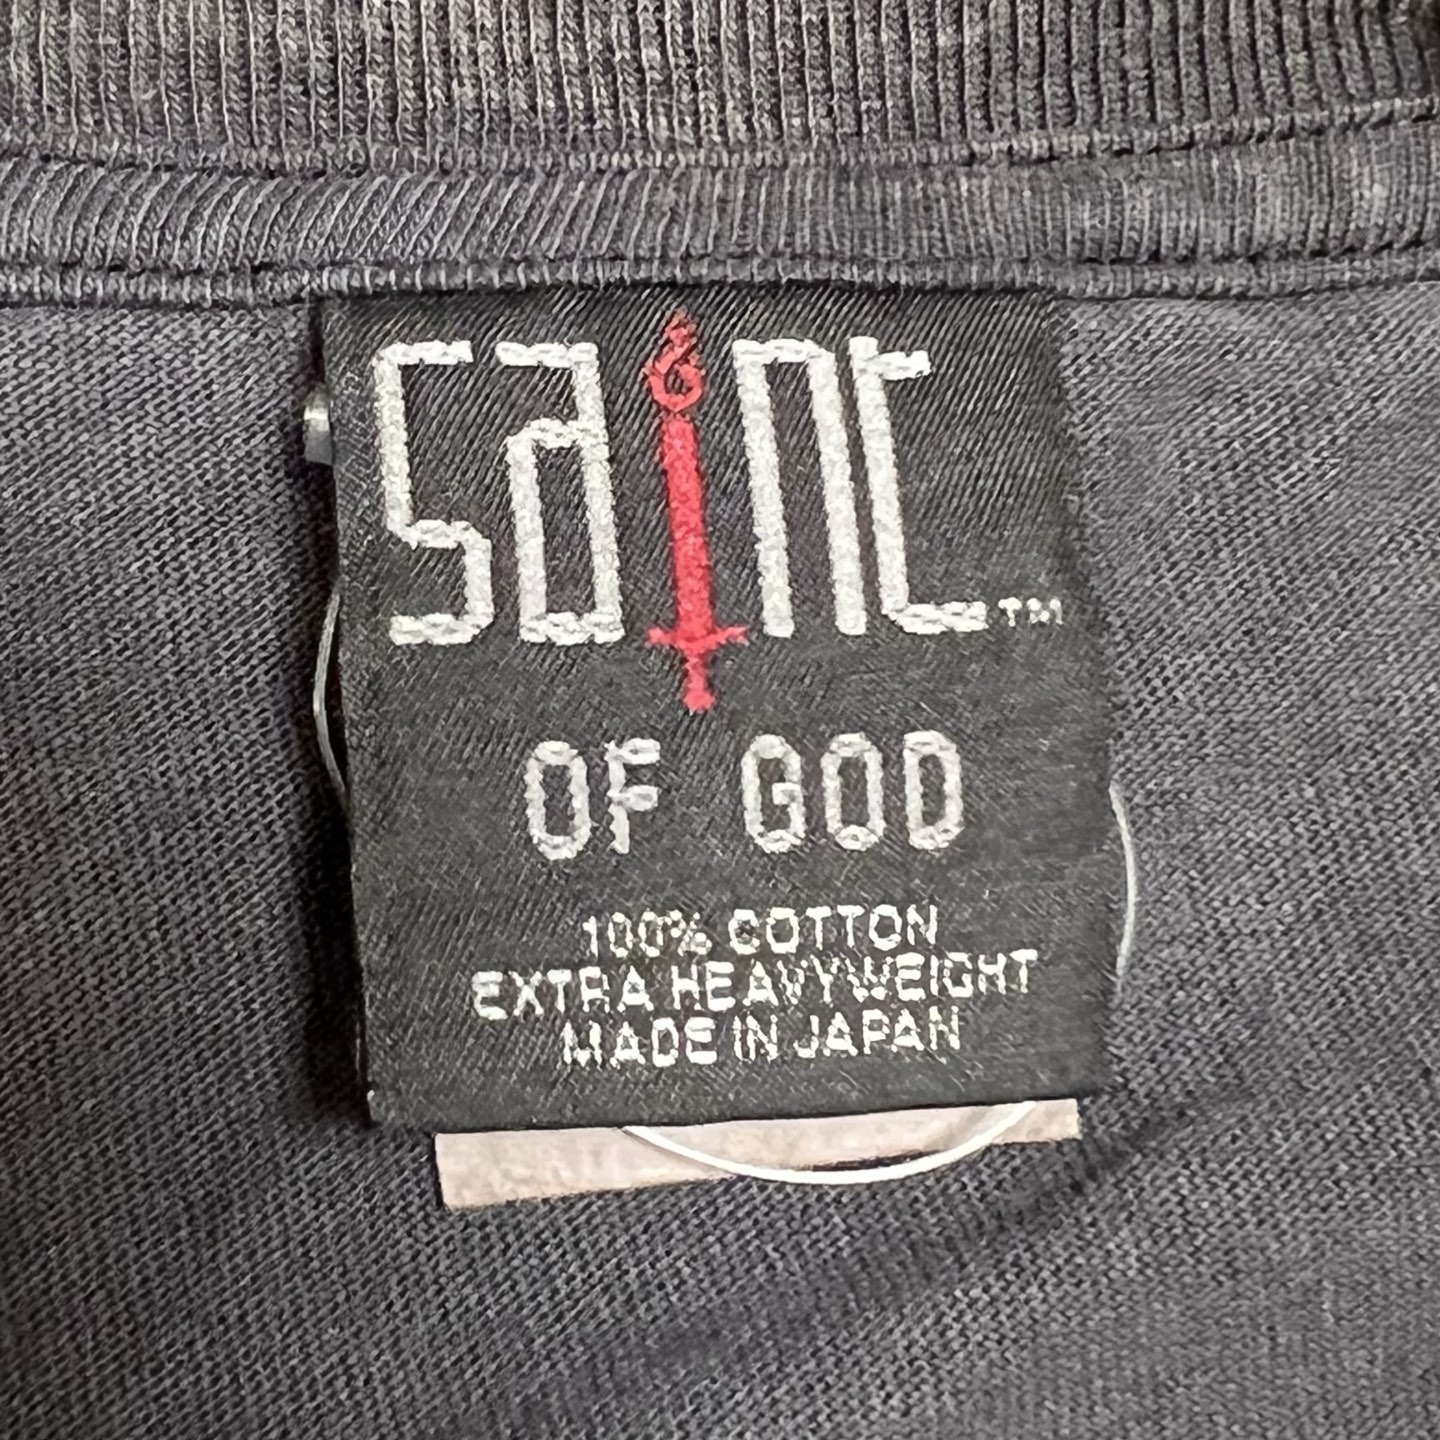 SaiNt™
OF GOD
100% COTTON
EXTRA HEAVYWEIGHT
MADE IN JAPAN